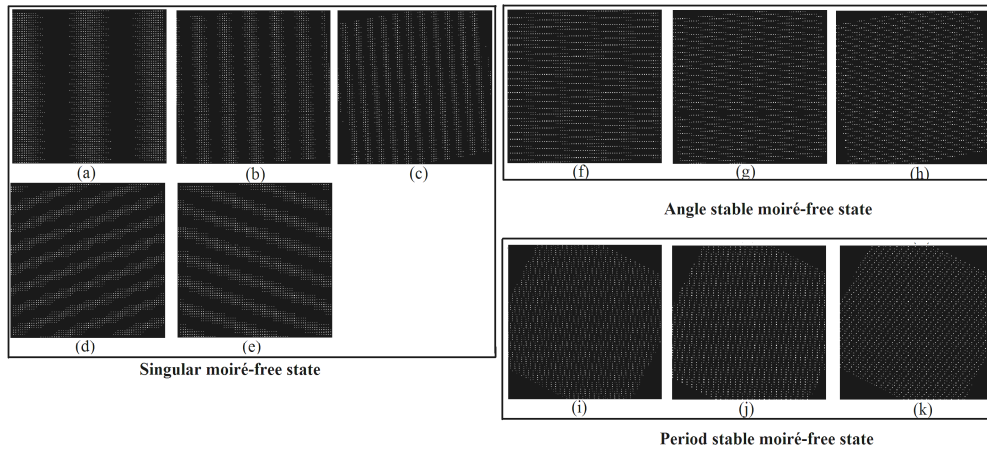 (a) (b) (c)
(d) (e)
Singular moiré-free state
(f) (g) (h)
Angle stable moiré-free state
(i) (j) (k)
Period stable moiré-free state